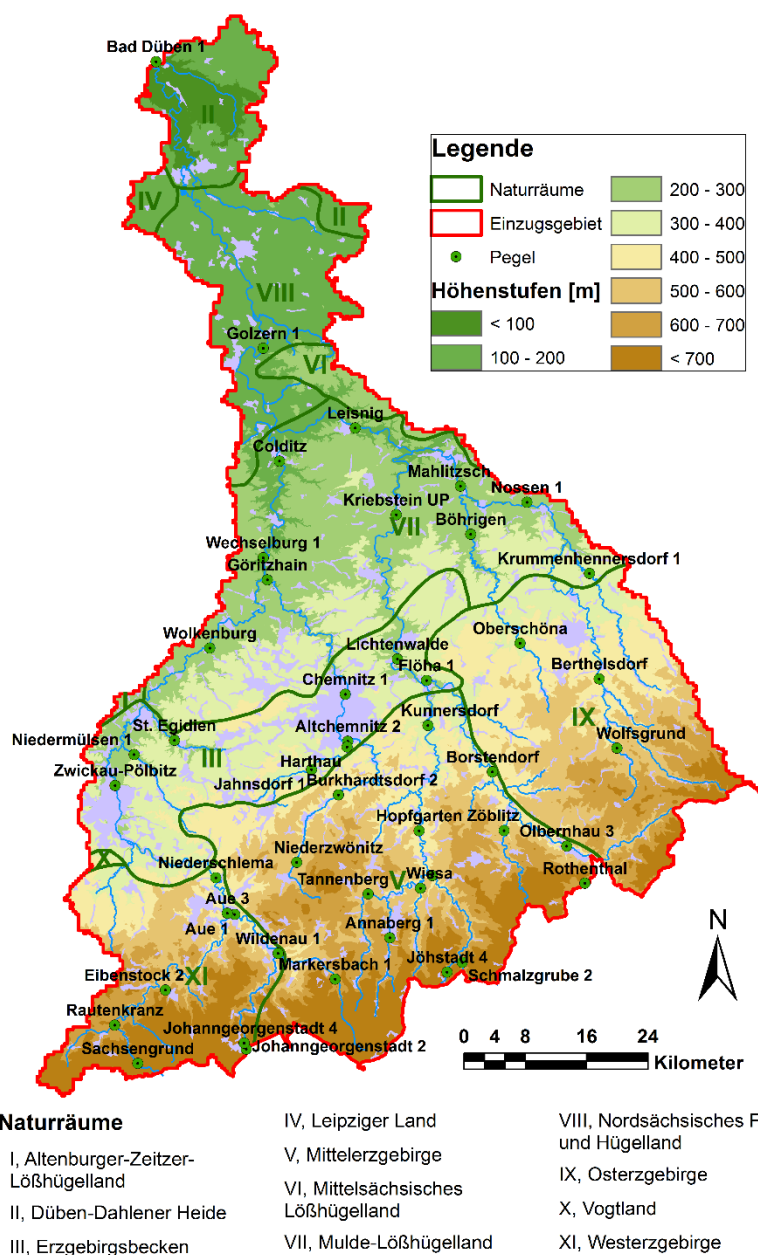 Bad Düben 1
II
Legende
Naturräume
Einzugsgebiet
Pegel
Höhenstufen [m]
< 100
100 - 200
200 - 300
300 - 400
400 - 500
500 - 600
600 - 700
< 700
IV
II
VIII
Golzern 1
VI
Leisnig
Colditz
Mahlitzsch
Nossen 1
Kriebstein UP
VII
Böhrigen
Wechselburg 1
Göritzhain
Krummenhennersdorf 1
Wolkenburg
Lichtenwalde
Oberschöna
Flöha 1
Berthelsdorf
Chemnitz 1
I
Kunnersdorf
IX
St. Egidien
Altchemnitz 2
Niedermülsen 1
III
Wolfsgrund
Harthau
Borstendorf
Zwickau-Pölbitz
Jahnsdorf 1
Burkhardtsdorf 2
Hopfgarten
Zöblitz
Olbernhau 3
X
Niederzwönitz
Niederschlema
Tannenberg
V
Wiesa
Rothenthal
Aue 3
Aue 1
Annaberg 1
Wildenau 1
N
Markersbach 1
Jöhstadt 4
Schmalzgrube 2
Eibenstock 2
XI
Rautenkranz
Johanngeorgenstadt 4
Johanngeorgenstadt 2
Sachsengrund
0 4 8 16 24
Kilometer
Naturräume
I, Altenburger-Zeitzer-
Lößhügelland
II, Düben-Dahlener Heide
III, Erzgebirgsbecken
IV, Leipziger Land
V, Mittelerzgebirge
VI, Mittelsächsisches
Lößhügelland
VII, Mulde-Lößhügelland
VIII, Nordsächsisches
und Hügelland
IX, Osterzgebirge
X, Vogtland
XI, Westerzgebirge